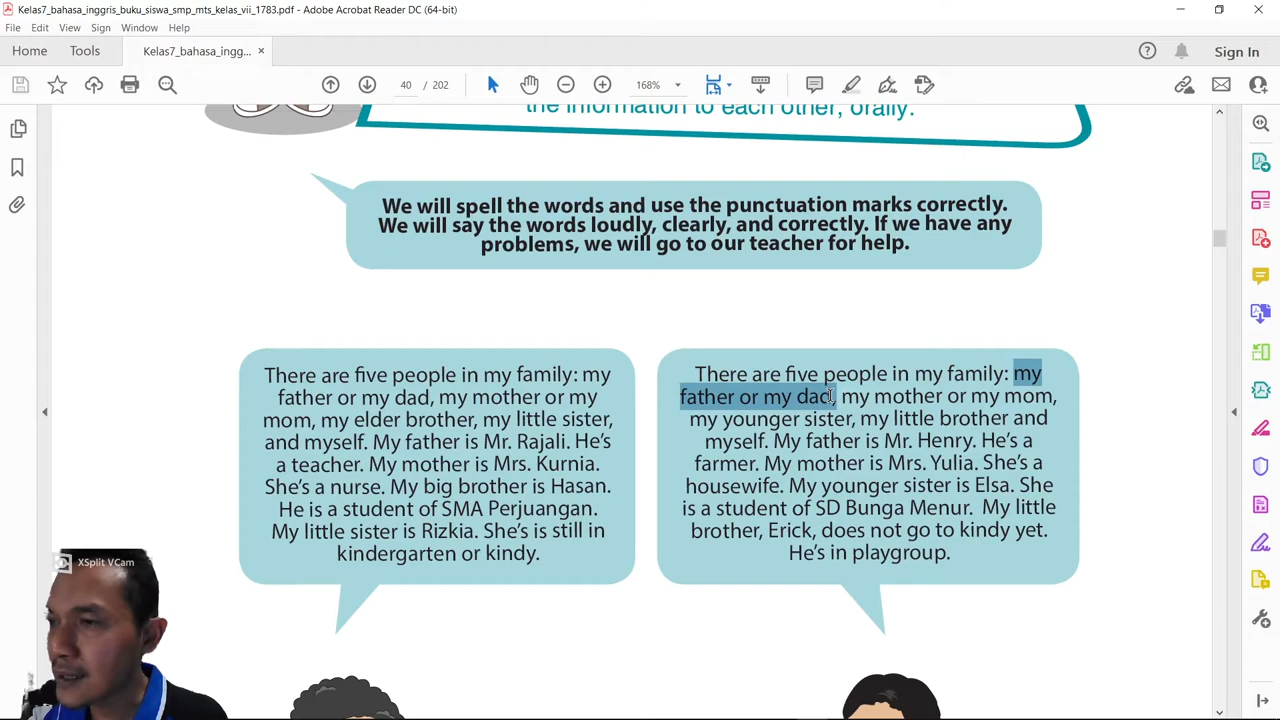 Kelas7_bahasa_inggris_buku_siswa_smp_mts_kelas_vii_1783.pdf - Adobe Acrobat Reader DC (64-bit)
File Edit View Sign Window Help
Home Tools Kelas7_bahasa_ingg... × Sign In
40 / 202 168%
the information to each other, orally.
We will spell the words and use the punctuation marks correctly.
We will say the words loudly, clearly, and correctly. If we have any
problems, we will go to our teacher for help.
There are five people in my family: my
father or my dad, my mother or my
mom, my elder brother, my little sister,
and myself. My father is Mr. Rajali. He's
a teacher. My mother is Mrs. Kurnia.
She's a nurse. My big brother is Hasan.
He is a student of SMA Perjuangan.
My little sister is Rizkia. She's is still in
kindergarten or kindy.
There are five people in my family: my
father or my dad, my mother or my mom,
my younger sister, my little brother and
myself. My father is Mr. Henry. He's a
farmer. My mother is Mrs. Yulia. She's a
housewife. My younger sister is Elsa. She
is a student of SD Bunga Menur. My little
brother, Erick, does not go to kindy yet.
He's in playgroup.
XSplit VCam